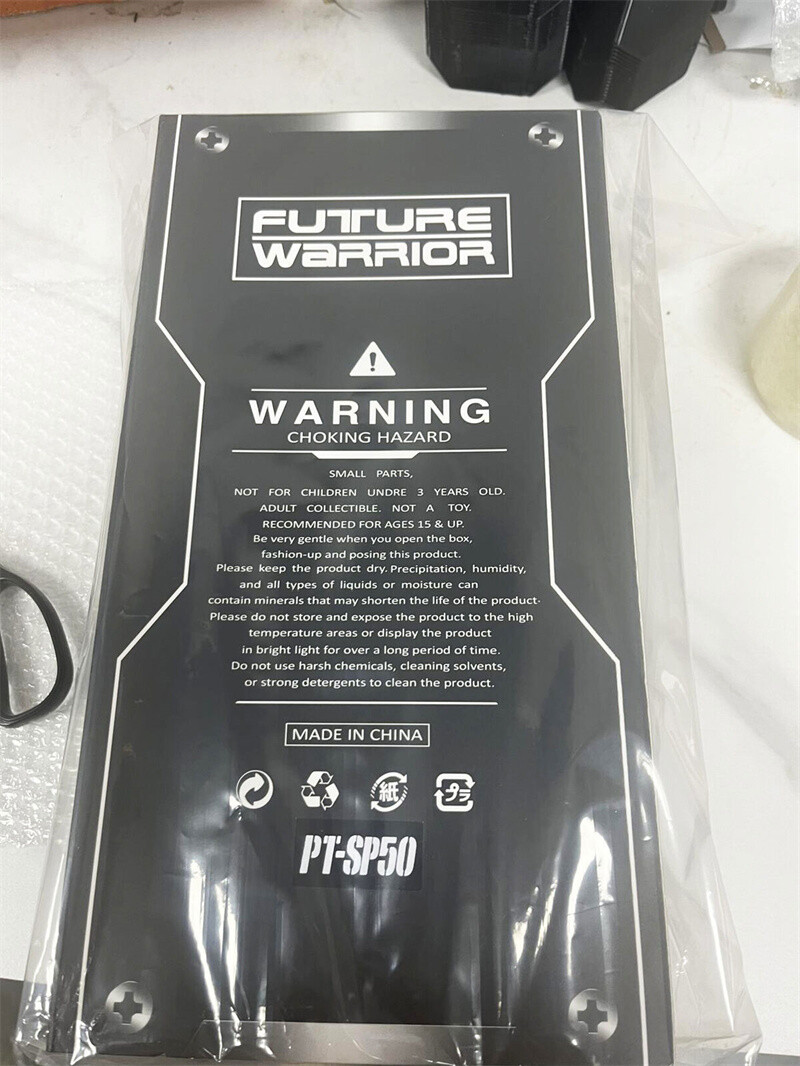 FUTURE
WARRIOR
WARNING
CHOKING HAZARD
SMALL PARTS,
NOT FOR CHILDREN UNDRE 3 YEARS OLD.
ADULT COLLECTIBLE. NOT A TOY.
RECOMMENDED FOR AGES 15 & UP.
Be very gentle when you open the box,
fashion-up and posing this product.
Please keep the product dry. Precipitation, humidity,
and all types of liquids or moisture can
contain minerals that may shorten the life of the product·
Please do not store and expose the product to the high
temperature areas or display the product
in bright light for over a long period of time.
Do not use harsh chemicals, cleaning solvents,
or strong detergents to clean the product.
MADE IN CHINA
紙 プラ
PT-SP50